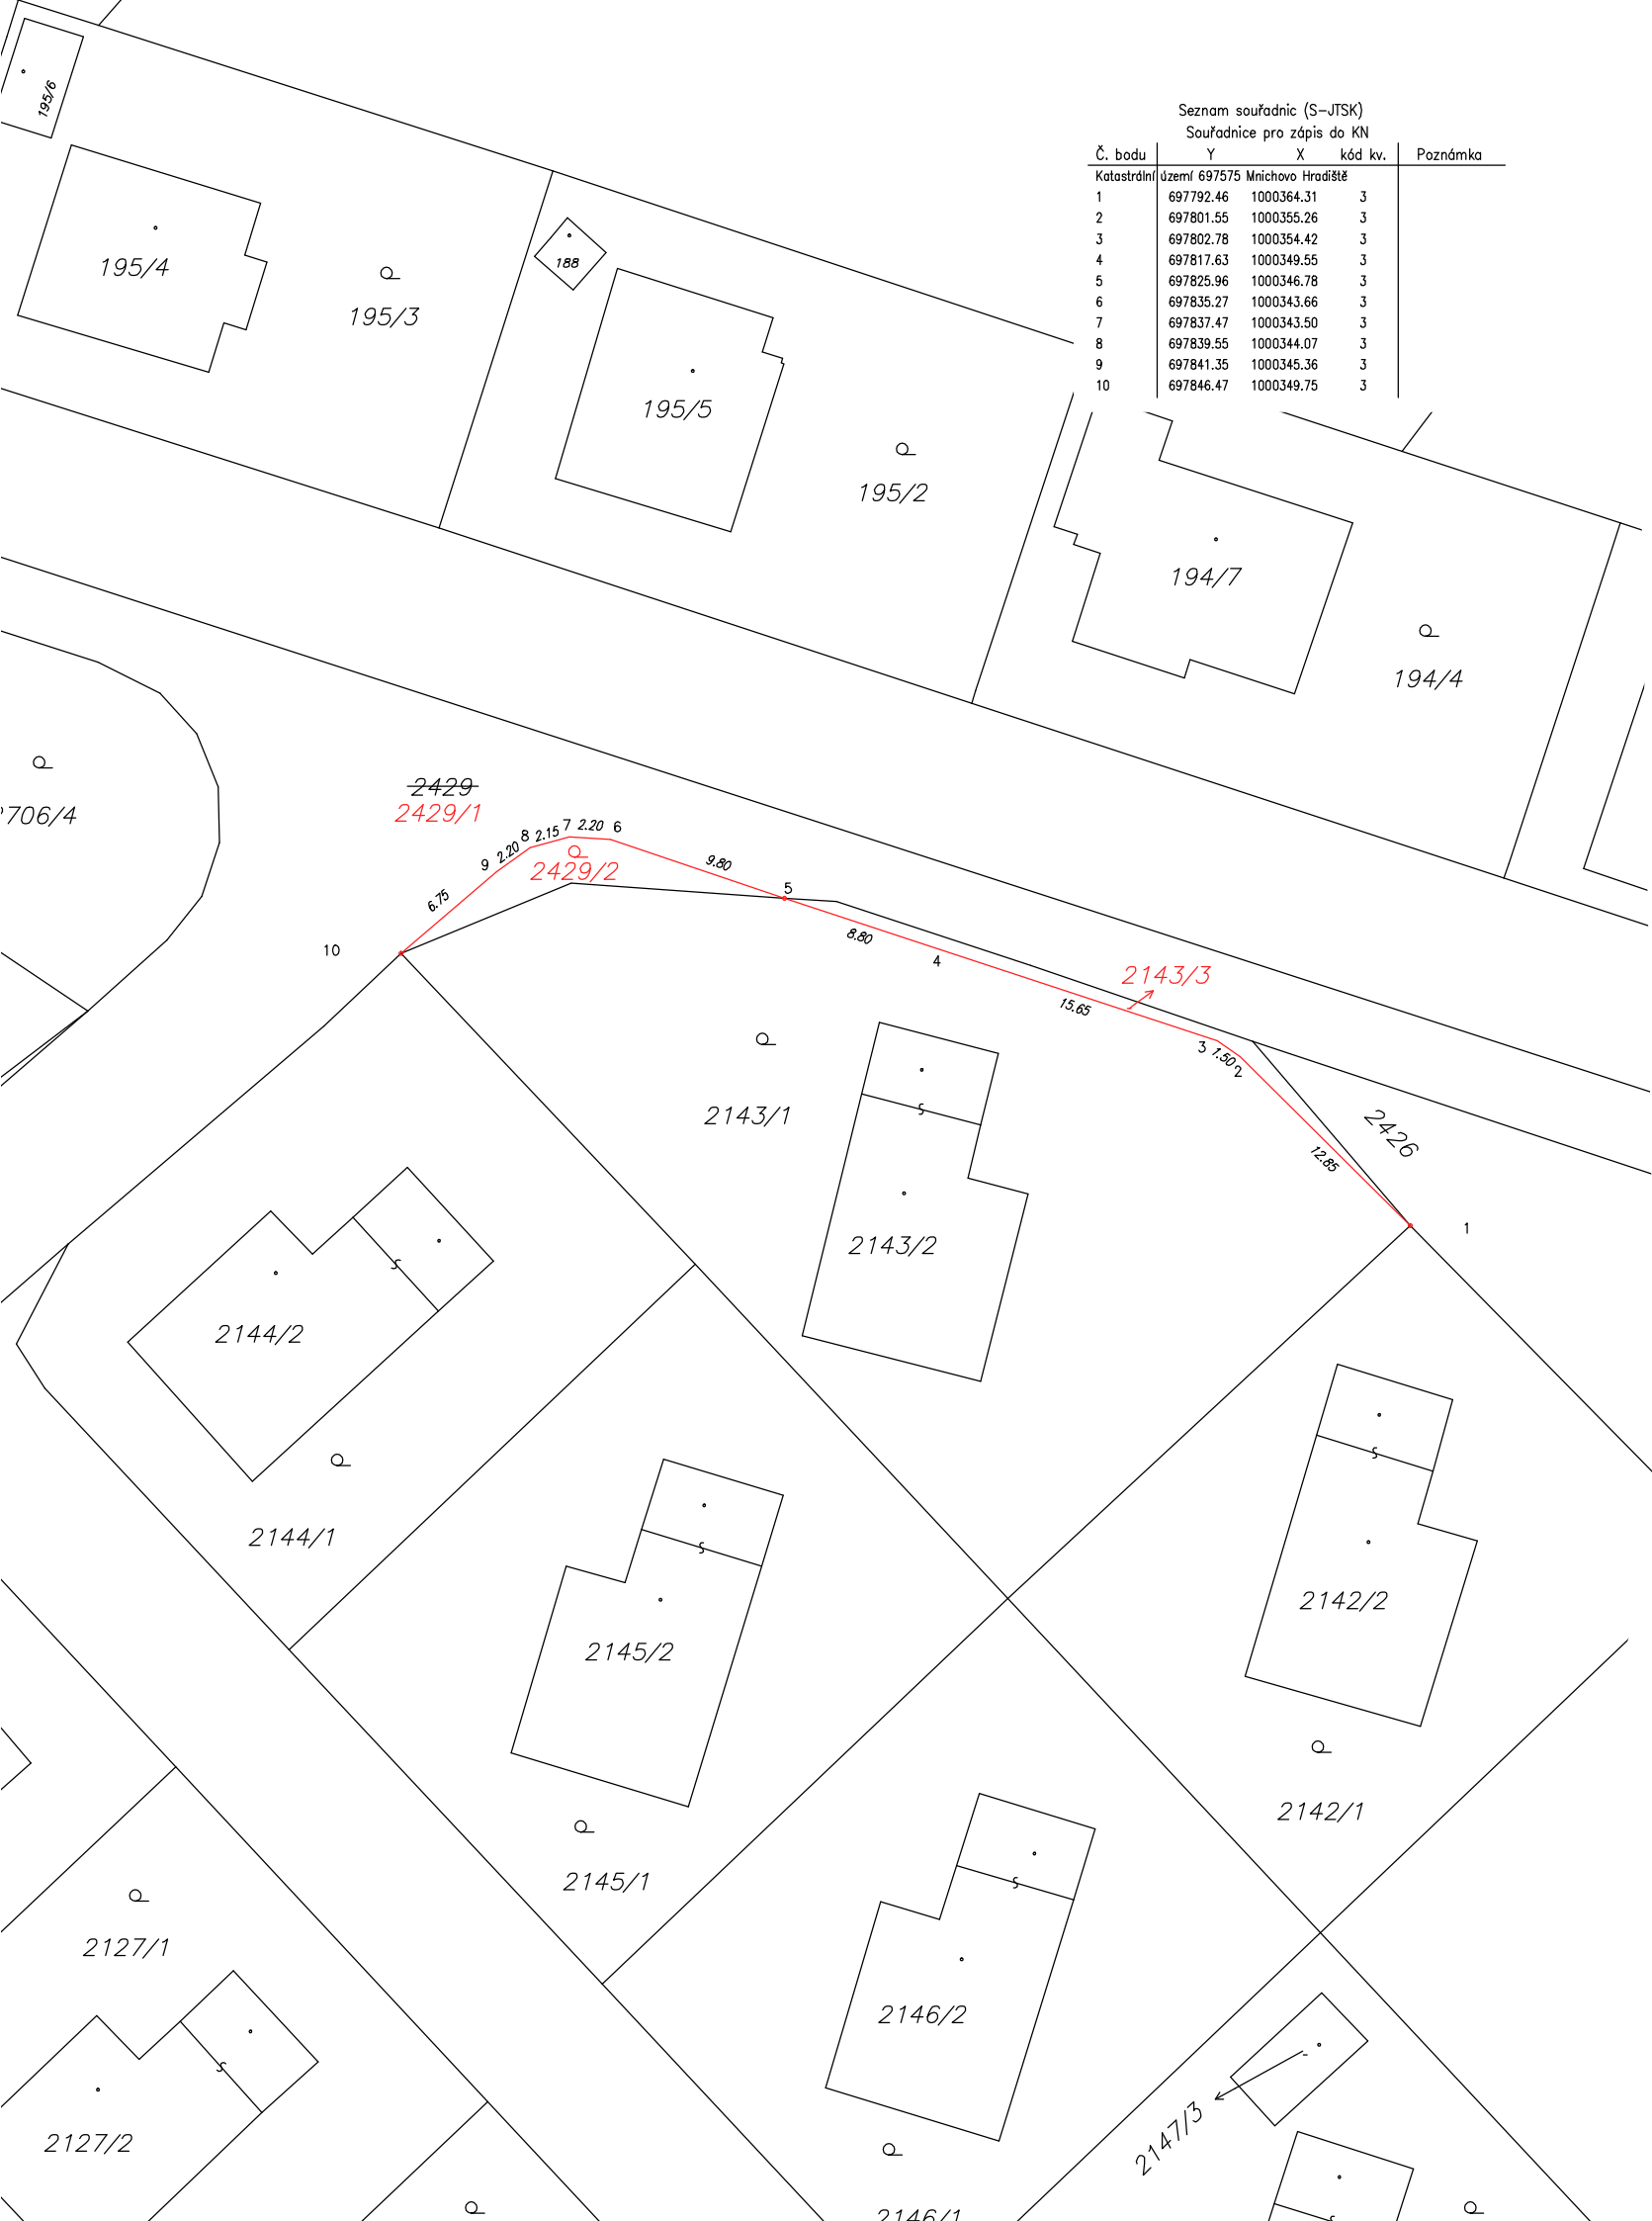 195/6
Seznam souřadnic (S-JTSK)
Souřadnice pro zápis do KN
Č. bodu Y X kód kv. Poznámka
Katastrální území 697575 Mnichovo Hradiště
1 697792.46 1000364.31 3
2 697801.55 1000355.26 3
3 697802.78 1000354.42 3
4 697817.63 1000349.55 3
5 697825.96 1000346.78 3
6 697835.27 1000343.66 3
7 697837.47 1000343.50 3
8 697839.55 1000344.07 3
9 697841.35 1000345.36 3
10 697846.47 1000349.75 3
195/4
195/3
188
195/5
195/2
194/7
194/4
2429
2429/1
706/4
9 2.20 8 2.15 7 2.20 6
2429/2
9.80
5
6.75
10
8.80
4
2143/3
15.65
3 1.50 2
2426
12.85
1
2143/1
2143/2
2144/2
2144/1
2145/2
2142/2
2142/1
2145/1
2127/1
2146/2
2147/3
2127/2
2146/1